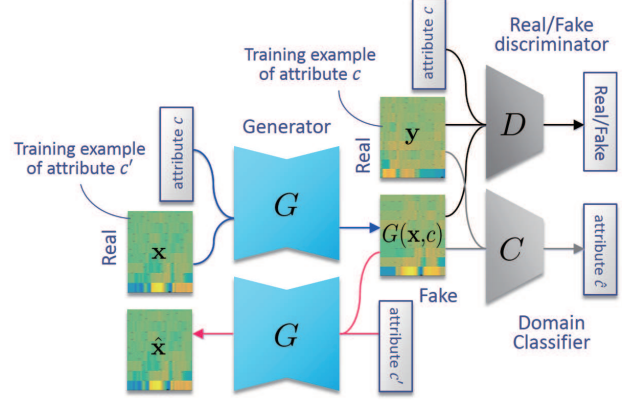 attribute c
Training example
of attribute c
Real/Fake
discriminator
attribute c
Training example
of attribute c′
Generator
Real
y
D
Real/Fake
G
Real
x
G(x,c)
C
attribute ĉ
Fake
x̂
G
attribute c′
Domain
Classifier